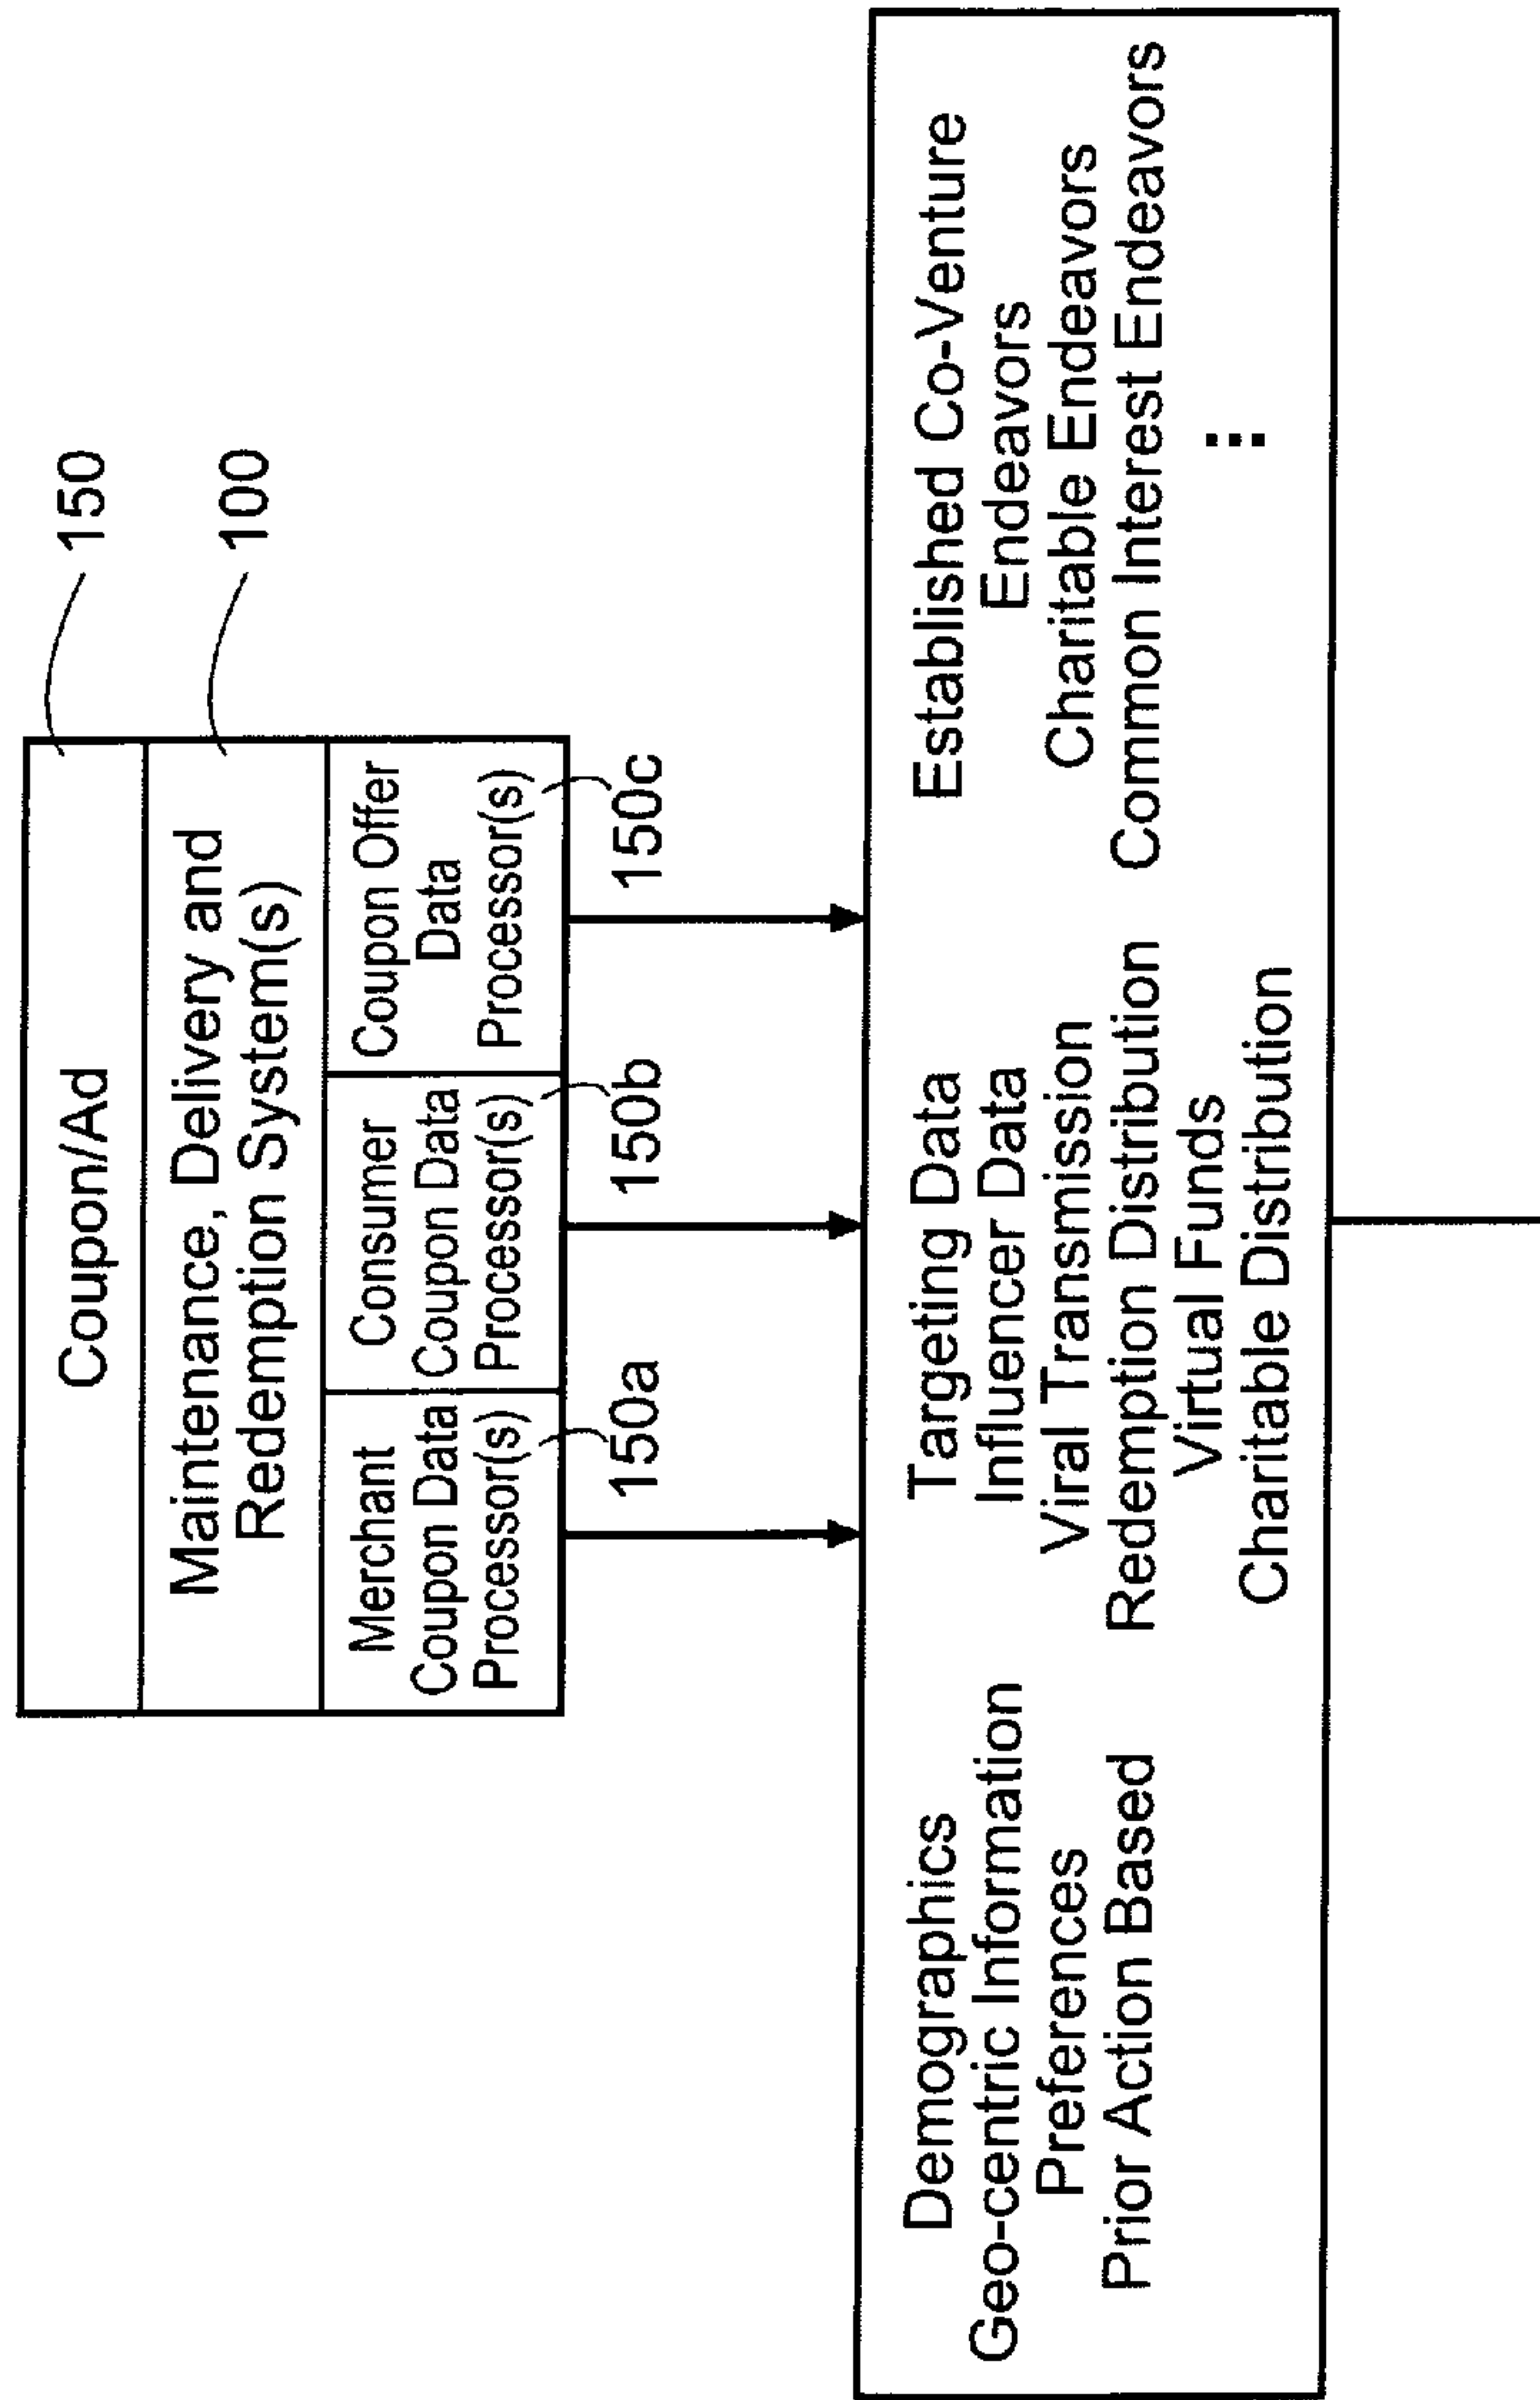 Coupon/Ad
150
Maintenance, Delivery and
Redemption System(s)
100
Merchant
Coupon Data
Processor(s)
Consumer
Coupon Data
Processor(s)
Coupon Offer
Data
Processor(s)
150a
150b
150c
Demographics
Geo-centric Information
Preferences
Prior Action Based
Targeting Data
Influencer Data
Viral Transmission
Redemption Distribution
Virtual Funds
Charitable Distribution
Established Co-Venture
Endeavors
Charitable Endeavors
Common Interest Endeavors
⋮